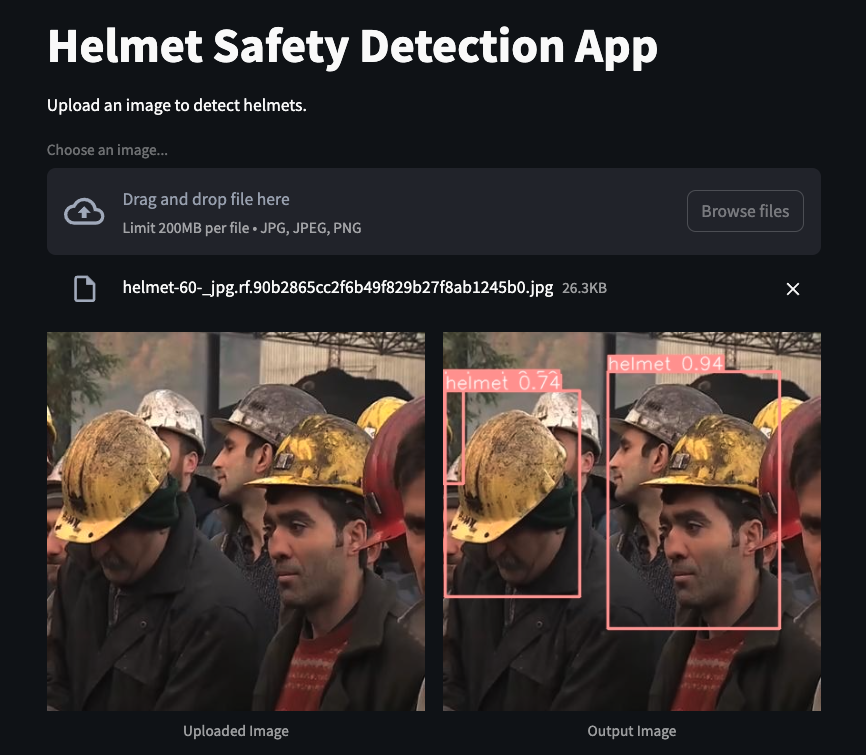 Helmet Safety Detection App
Upload an image to detect helmets.
Choose an image...
Drag and drop file here
Limit 200MB per file • JPG, JPEG, PNG
Browse files
helmet-60-_jpg.rf.90b2865cc2f6b49f829b27f8ab1245b0.jpg 26.3KB
helmet 0.94
helmet 0.74
Uploaded Image
Output Image